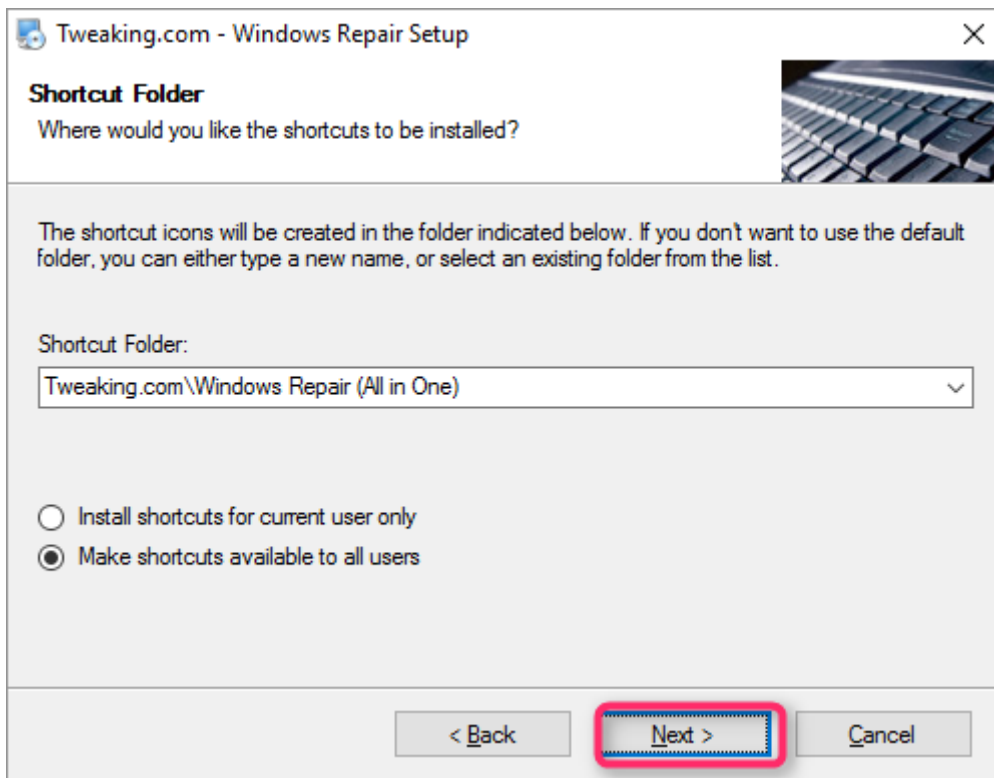 Tweaking.com - Windows Repair Setup
Shortcut Folder
Where would you like the shortcuts to be installed?
The shortcut icons will be created in the folder indicated below. If you don't want to use the default
folder, you can either type a new name, or select an existing folder from the list.
Shortcut Folder:
Tweaking.com\Windows Repair (All in One)
Install shortcuts for current user only
Make shortcuts available to all users
< Back
Next >
Cancel